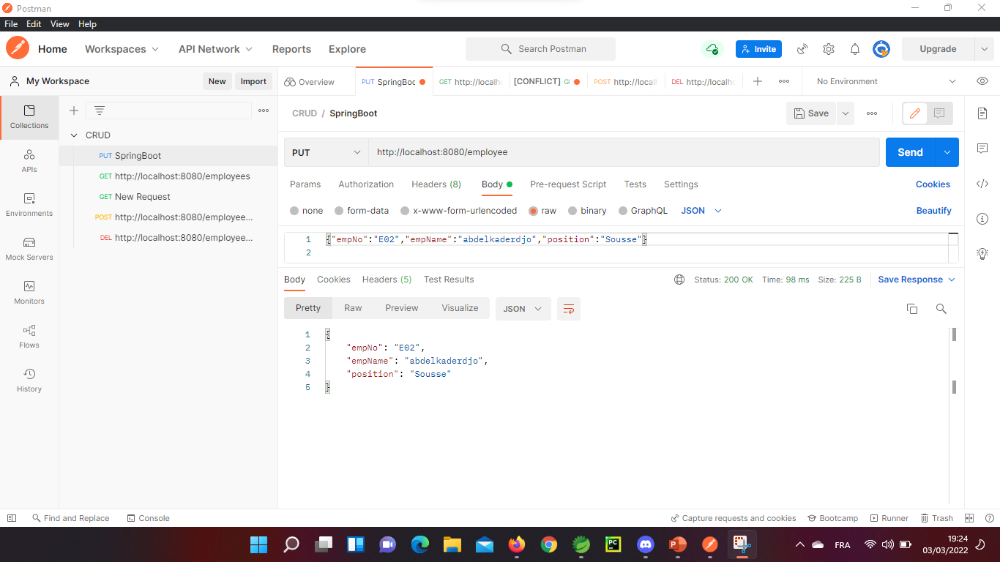 Postman
File Edit View Help
Home Workspaces API Network Reports Explore Search Postman Invite Upgrade
My Workspace New Import
Overview PUT SpringBoo GET http://localh [CONFLICT] GE POST http://local DEL http://localho No Environment
Collections
APIs
Environments
Mock Servers
Monitors
Flows
History
CRUD
PUT SpringBoot
GET http://localhost:8080/employees
GET New Request
POST http://localhost:8080/employee...
DEL http://localhost:8080/employee...
CRUD / SpringBoot Save
PUT http://localhost:8080/employee Send
Params Authorization Headers (8) Body Pre-request Script Tests Settings Cookies
none form-data x-www-form-urlencoded raw binary GraphQL JSON Beautify
1 {"empNo":"E02","empName":"abdelkaderdjo","position":"Sousse"}
2
Body Cookies Headers (5) Test Results Status: 200 OK Time: 98 ms Size: 225 B Save Response
Pretty Raw Preview Visualize JSON
1 {
2 "empNo": "E02",
3 "empName": "abdelkaderdjo",
4 "position": "Sousse"
5 }
Find and Replace Console Capture requests and cookies Bootcamp Runner Trash
PC
FRA
19:24
03/03/2022